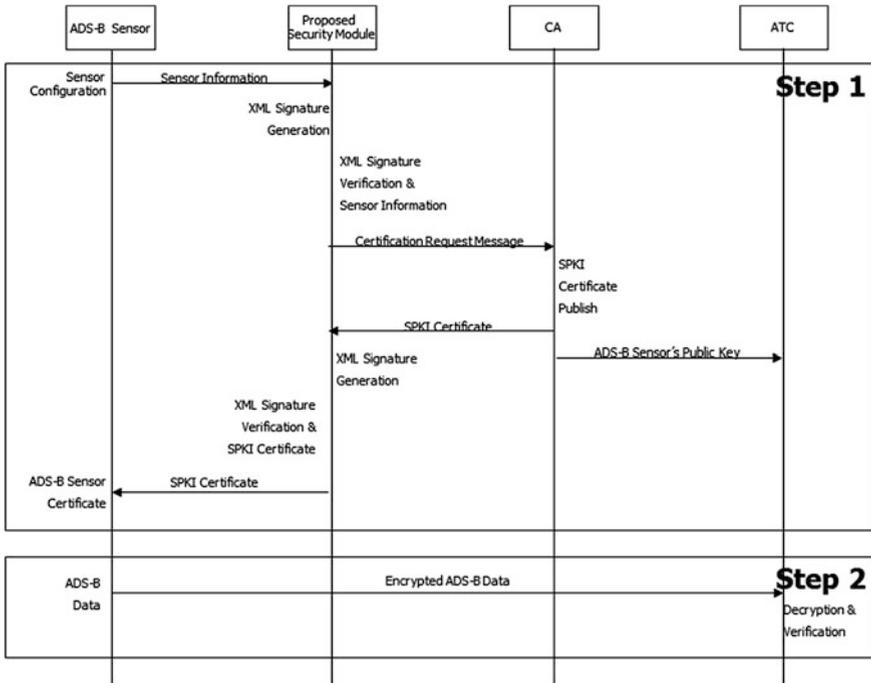 ADS-B Sensor
Proposed
Security Module
CA
ATC
Step 1
Sensor
Configuration
Sensor Information
XML Signature
Generation
XML Signature
Verification &
Sensor Information
Certification Request Message
SPKI
Certificate
Publish
SPKI Certificate
ADS-B Sensor's Public Key
XML Signature
Generation
XML Signature
Verification &
SPKI Certificate
ADS-B Sensor
Certificate
SPKI Certificate
Step 2
ADS-B
Data
Encrypted ADS-B Data
Decryption &
Verification